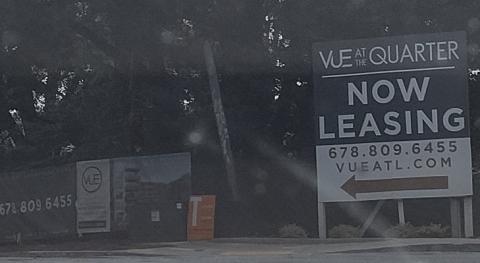 VUE AT THE QUARTER
NOW
LEASING
678.809.6455
VUEATL.COM
678.809.6455
VUE
T